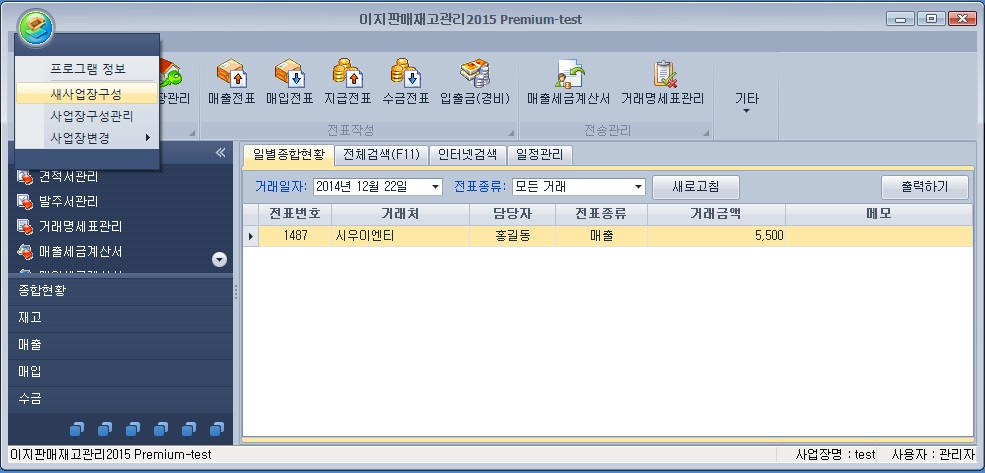 이지판매재고관리2015 Premium-test
프로그램 정보
새사업장구성
사업장구성관리
사업장변경
장관리
매출전표 매입전표 지급전표 수금전표 입출금(경비) 매출세금계산서 거래명세표관리 기타
전표작성 전송관리
견적서관리
발주서관리
거래명세표관리
매출세금계산서
매입세금계산서
종합현황
재고
매출
매입
수금
일별종합현황 전체검색(F11) 인터넷검색 일정관리
거래일자: 2014년 12월 22일 전표종류: 모든 거래 새로고침 출력하기
전표번호 거래처 담당자 전표종류 거래금액 메모
1487 시우이엔티 홍길동 매출 5,500
이지판매재고관리2015 Premium-test 사업장명 : test 사용자 : 관리자